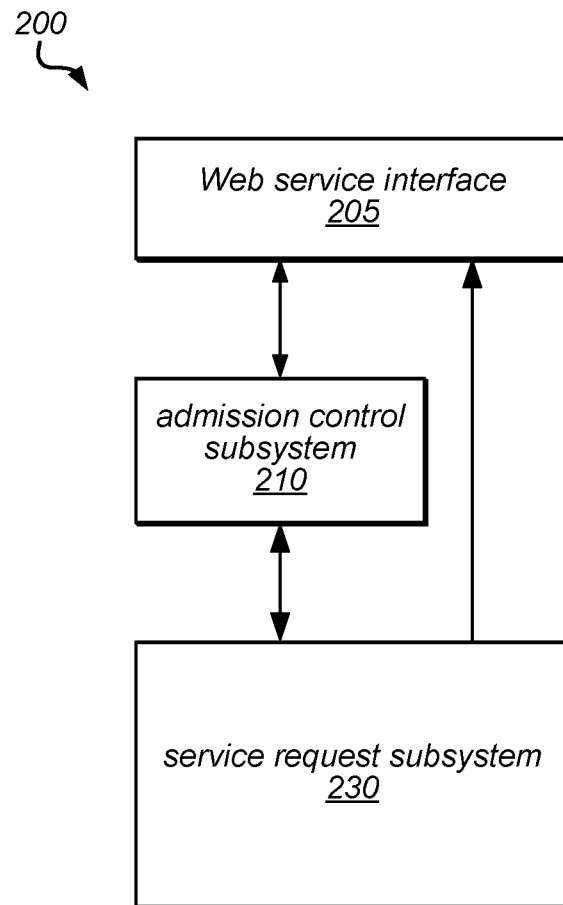 200
Web service interface
205
admission control
subsystem
210
service request subsystem
230